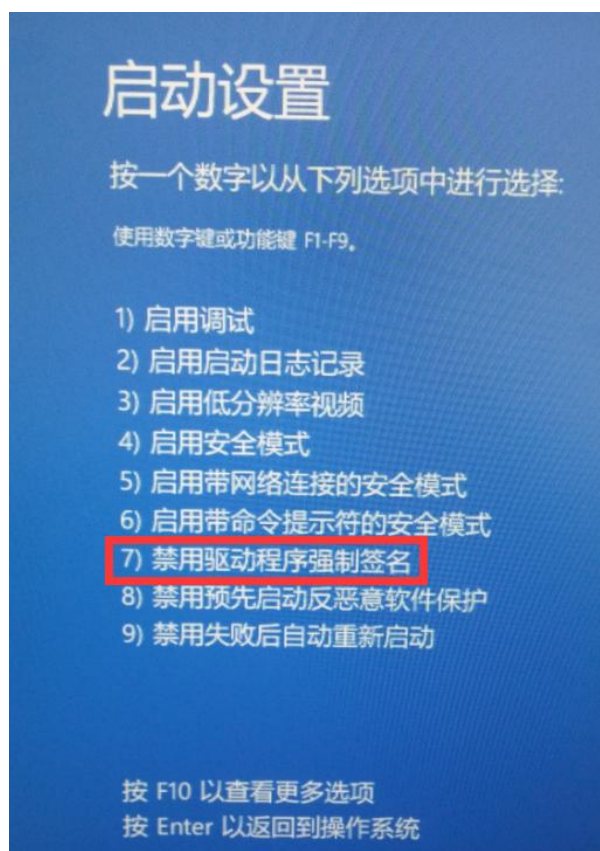 启动设置
按一个数字以从下列选项中进行选择:
使用数字键或功能键 F1-F9。
1) 启用调试
2) 启用启动日志记录
3) 启用低分辨率视频
4) 启用安全模式
5) 启用带网络连接的安全模式
6) 启用带命令提示符的安全模式
7) 禁用驱动程序强制签名
8) 禁用预先启动反恶意软件保护
9) 禁用失败后自动重新启动
按 F10 以查看更多选项
按 Enter 以返回到操作系统